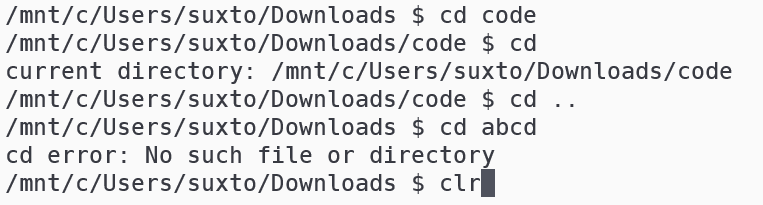 /mnt/c/Users/suxto/Downloads $ cd code
/mnt/c/Users/suxto/Downloads/code $ cd
current directory: /mnt/c/Users/suxto/Downloads/code
/mnt/c/Users/suxto/Downloads/code $ cd ..
/mnt/c/Users/suxto/Downloads $ cd abcd
cd error: No such file or directory
/mnt/c/Users/suxto/Downloads $ clr